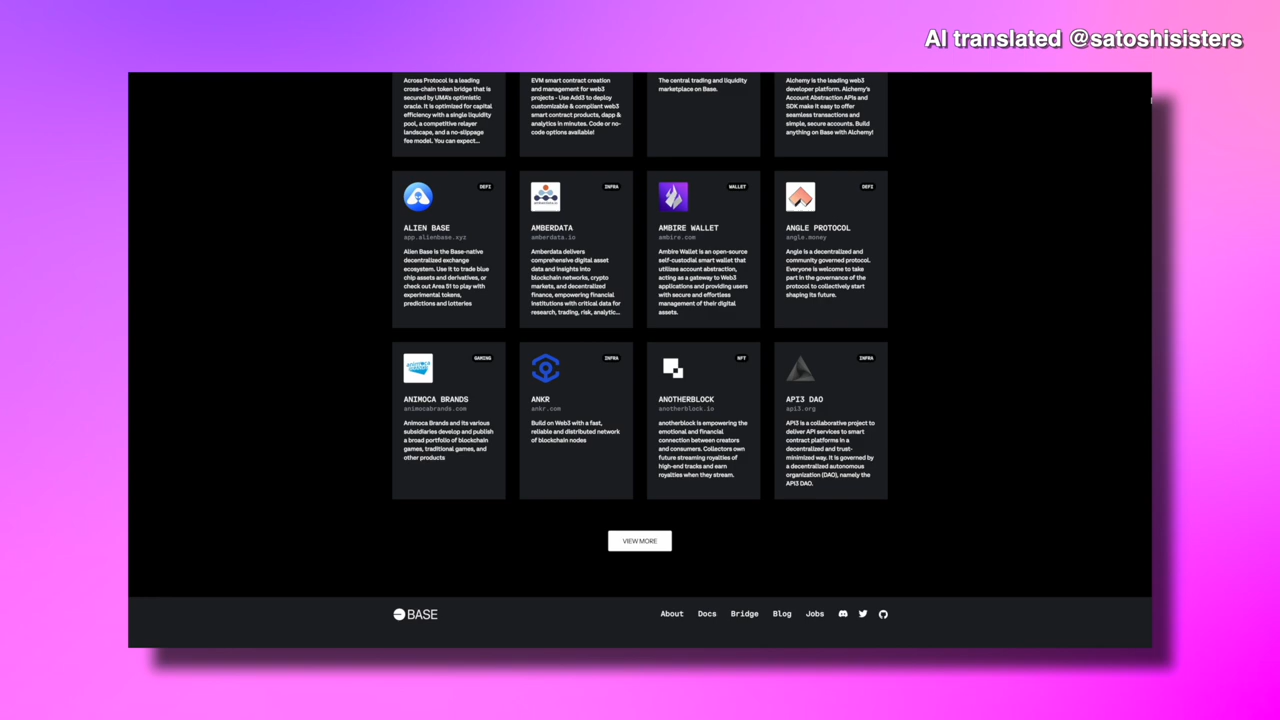 AI translated @satoshisisters
Across Protocol is a leading
cross-chain token bridge that is
secured by UMA's optimistic
oracle. It is optimized for capital
efficiency with a single liquidity
pool, a competitive relayer
landscape, and a no-slippage
fee model. You can expect...
EVM smart contract creation
and management for web3
projects - Use Add3 to deploy
customizable & compliant web3
smart contract products, dapp &
analytics in minutes. Code or no-
code options available!
The central trading and liquidity
marketplace on Base.
Alchemy is the leading web3
developer platform. Alchemy's
Account Abstraction APIs and
SDK make it easy to offer
seamless transactions and
simple, secure accounts. Build
anything on Base with Alchemy!
DEFI
ALIEN BASE
app.alienbase.xyz
Alien Base is the Base-native
decentralized exchange
ecosystem. Use it to trade blue
chip assets and derivatives, or
check out Area 51 to play with
experimental tokens,
predictions and lotteries
amberdata.io
INFRA
AMBERDATA
amberdata.io
Amberdata delivers
comprehensive digital asset
data and insights into
blockchain networks, crypto
markets, and decentralized
finance, empowering financial
institutions with critical data for
research, trading, risk, analytic...
WALLET
AMBIRE WALLET
ambire.com
Ambire Wallet is an open-source
self-custodial smart wallet that
utilizes account abstraction,
acting as a gateway to Web3
applications and providing users
with secure and effortless
management of their digital
assets.
DEFI
ANGLE PROTOCOL
angle.money
Angle is a decentralized and
community governed protocol.
Everyone is welcome to take
part in the governance of the
protocol to collectively start
shaping its future.
GAMING
ANIMOCA BRANDS
animocabrands.com
Animoca Brands and its various
subsidiaries develop and publish
a broad portfolio of blockchain
games, traditional games, and
other products
INFRA
ANKR
ankr.com
Build on Web3 with a fast,
reliable and distributed network
of blockchain nodes
NFT
ANOTHERBLOCK
anotherblock.io
anotherblock is empowering the
emotional and financial
connection between creators
and consumers. Collectors own
future streaming royalties of
high-end tracks and earn
royalties when they stream.
INFRA
API3 DAO
api3.org
API3 is a collaborative project to
deliver API services to smart
contract platforms in a
decentralized and trust-
minimized way. It is governed by
a decentralized autonomous
organization (DAO), namely the
API3 DAO.
VIEW MORE
BASE
About Docs Bridge Blog Jobs